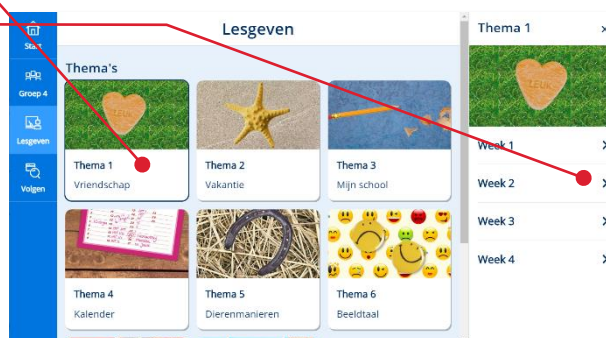 Start
Groep 4
Lesgeven
Volgen
Lesgeven
Thema's
Thema 1
Vriendschap
Thema 2
Vakantie
Thema 3
Mijn school
Thema 4
Kalender
Thema 5
Dierenmanieren
Thema 6
Beeldtaal
Thema 1
LEUK
Week 1
Week 2
Week 3
Week 4